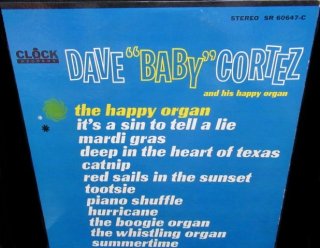 CLOCK
RECORDS
STEREO SR 60647-C
DAVE "BABY" CORTEZ
and his happy organ
the happy organ
it's a sin to tell a lie
mardi gras
deep in the heart of texas
catnip
red sails in the sunset
tootsie
piano shuffle
hurricane
the boogie organ
the whistling organ
summertime